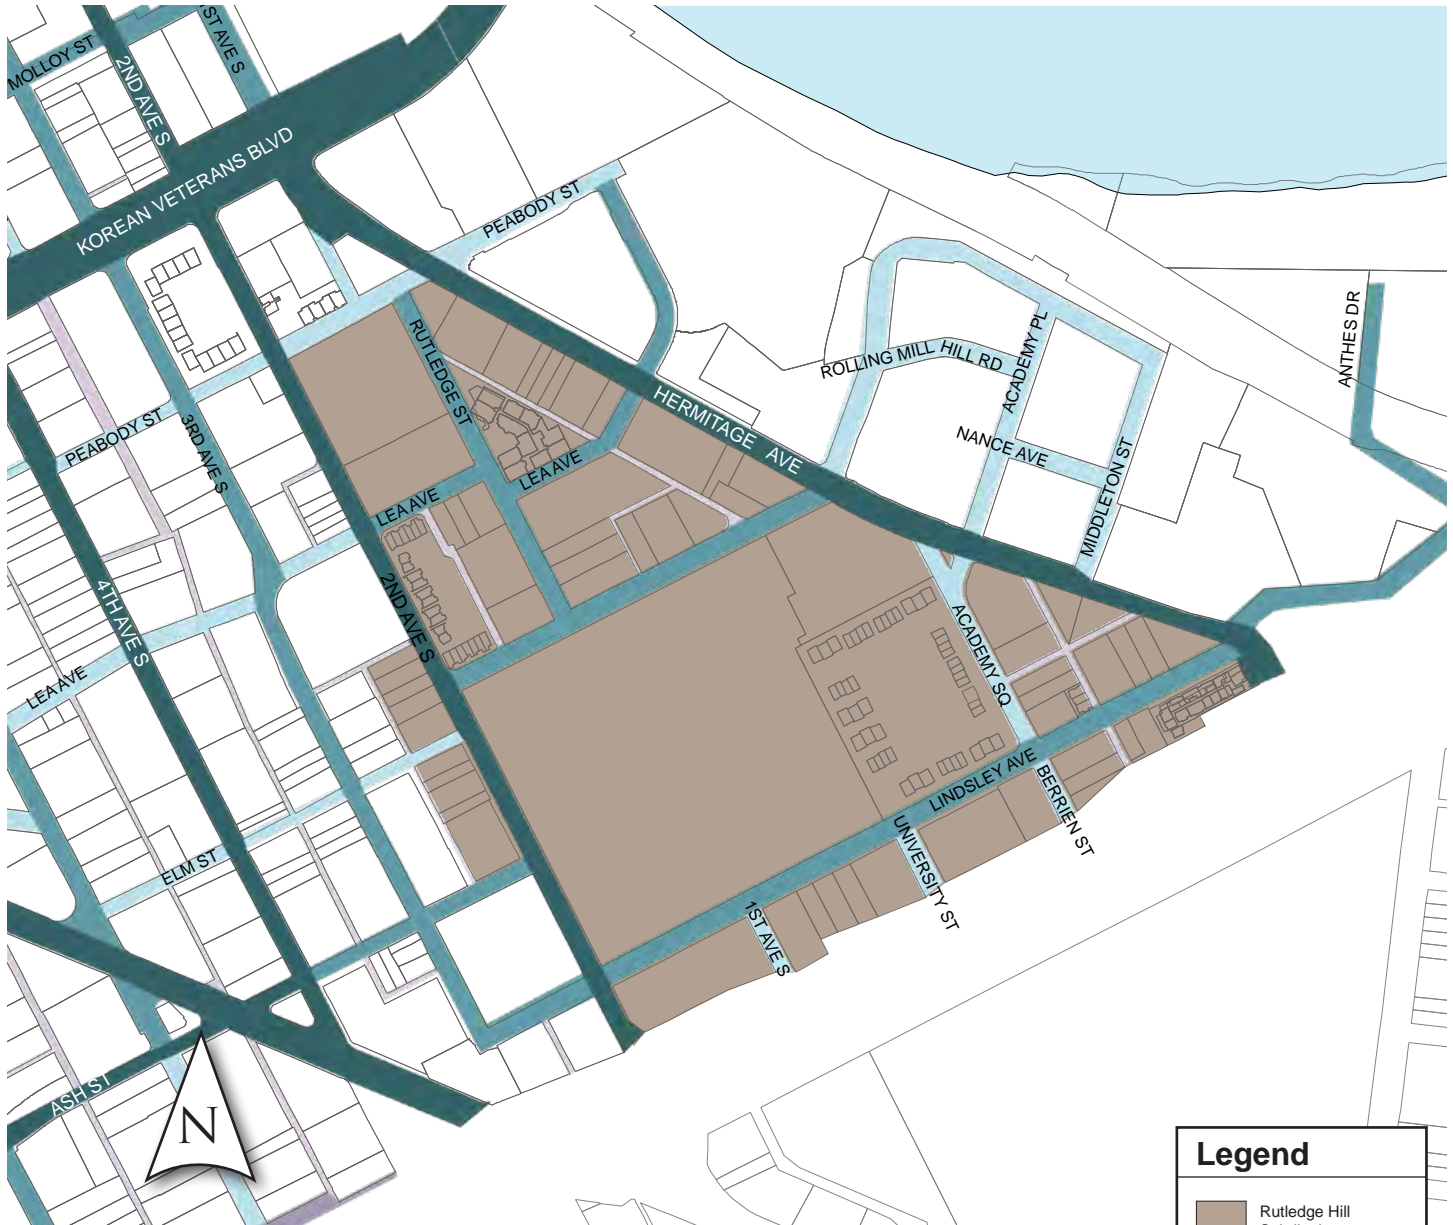 MOLLOY ST
2ND AVE S
ST AVE S
KOREAN VETERANS BLVD
PEABODY ST
RUTLEDGE ST
HERMITAGE AVE
ROLLING MILL HILL RD
ACADEMY PL
ANTHES DR
NANCE AVE
MIDDLETON ST
PEABODY ST
3RD AVE S
LEA AVE
LEA AVE
4TH AVE S
2ND AVE S
LEA AVE
ACADEMY SQ
LINDSLEY AVE
BERRIEN ST
UNIVERSITY ST
ELM ST
1ST AVE S
ASH ST
N
Legend
Rutledge Hill